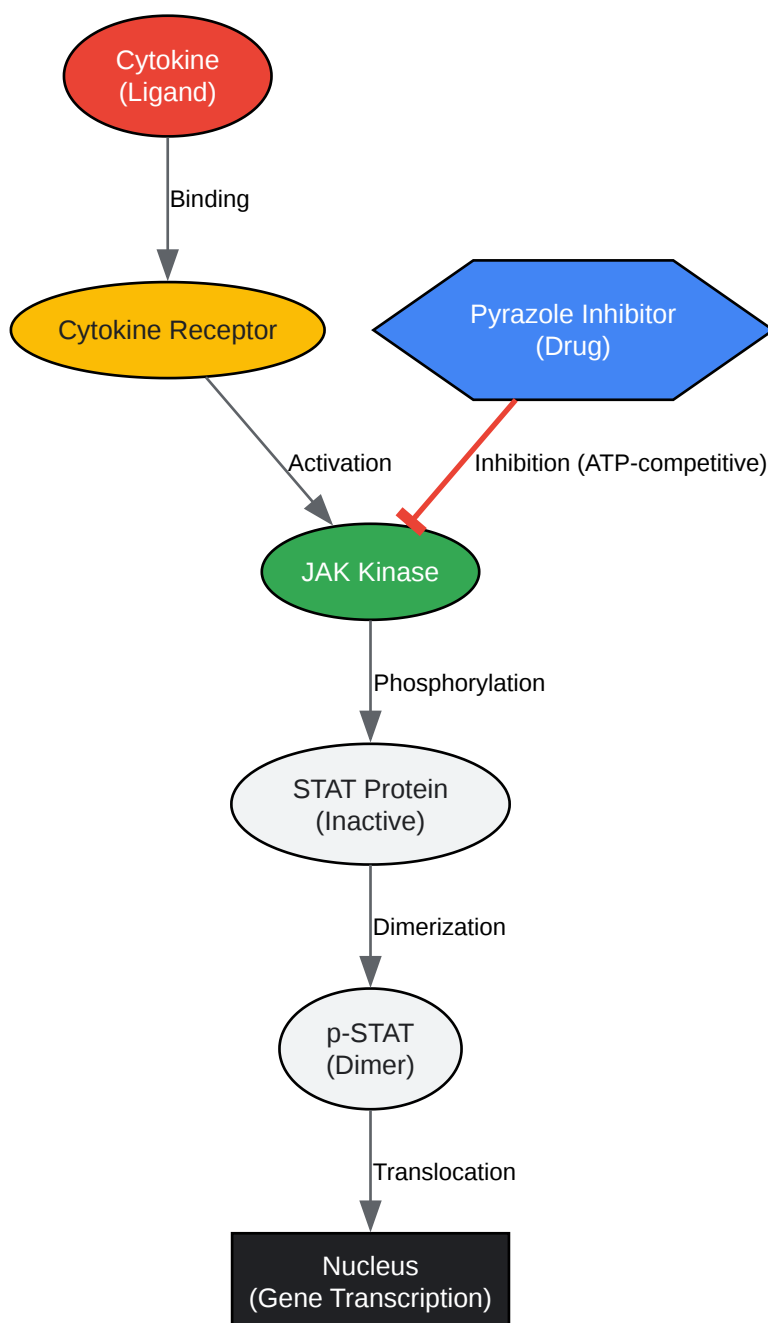 Cytokine
(Ligand)
Binding
Cytokine Receptor
Pyrazole Inhibitor
(Drug)
Activation
Inhibition (ATP-competitive)
JAK Kinase
Phosphorylation
STAT Protein
(Inactive)
Dimerization
p-STAT
(Dimer)
Translocation
Nucleus
(Gene Transcription)